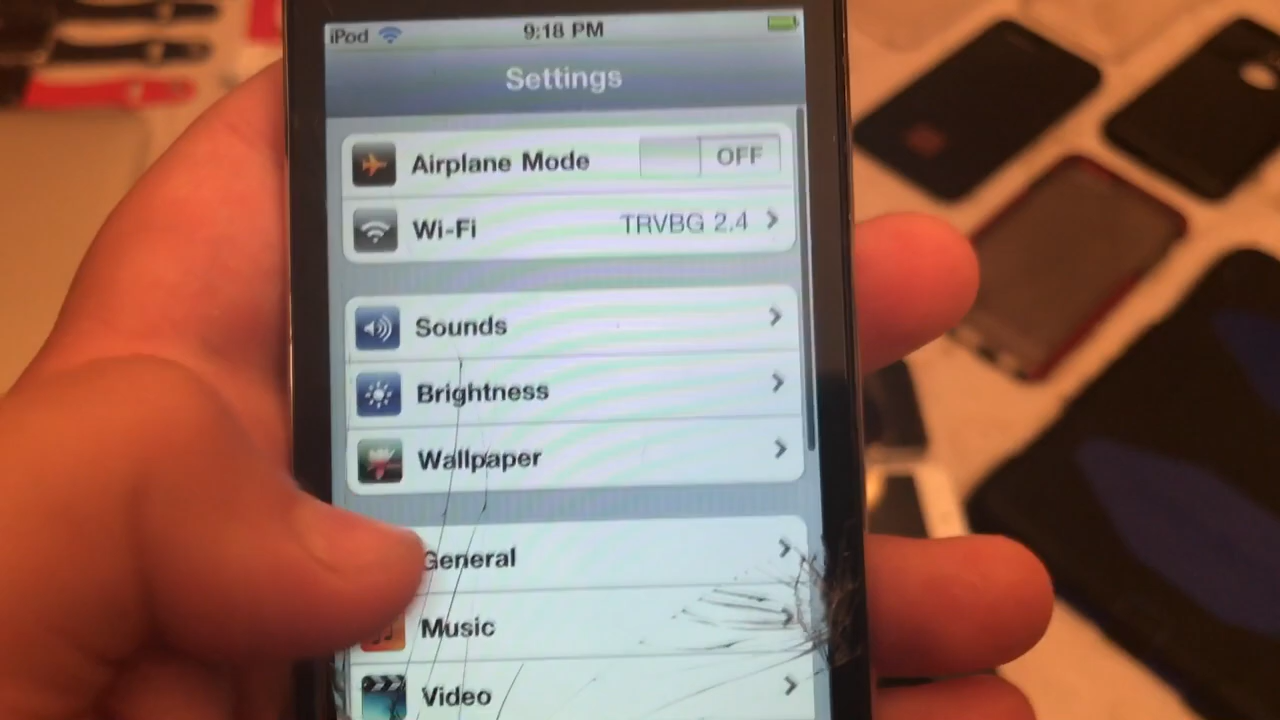 iPod 9:18 PM
Settings
Airplane Mode OFF
Wi-Fi TRVBG 2.4
Sounds
Brightness
Wallpaper
General
Music
Video